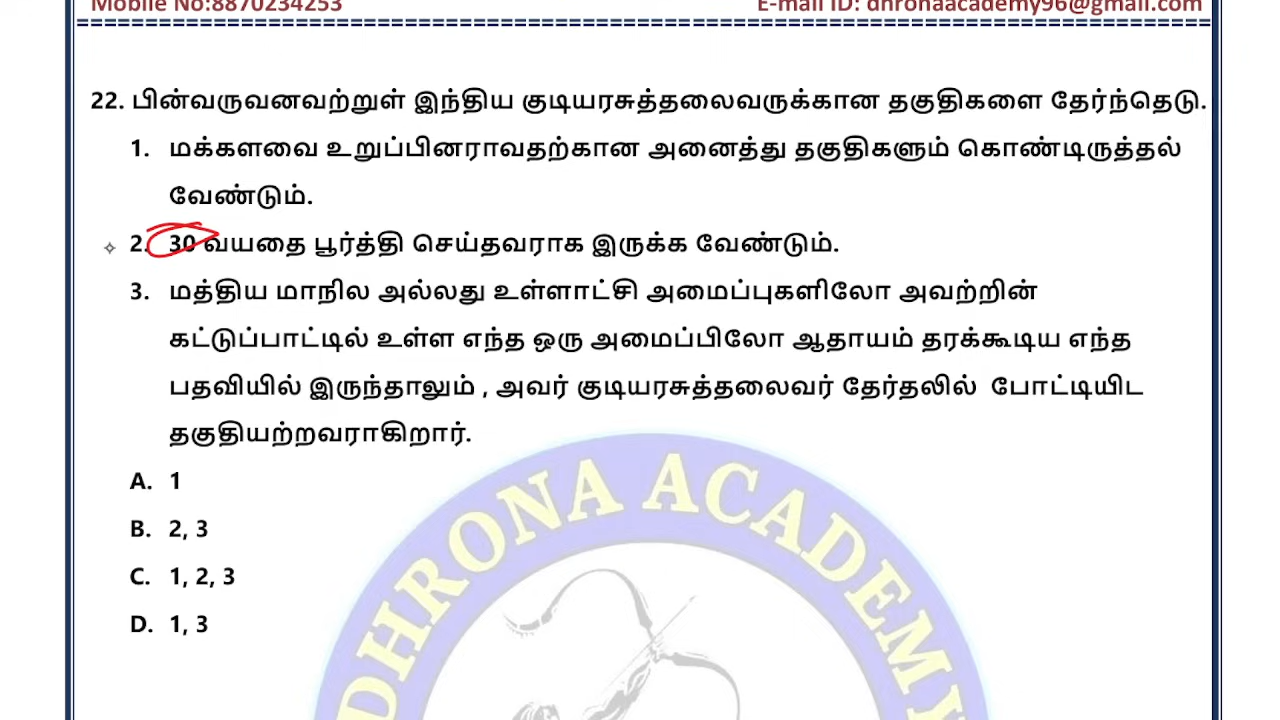 Mobile No:8870234253 E-mail ID: dhronaacademy96@gmail.com
22. பின்வருவனவற்றுள் இந்திய குடியரசுத்தலைவருக்கான தகுதிகளை தேர்ந்தெடு.
1. மக்களவை உறுப்பினராவதற்கான அனைத்து தகுதிகளும் கொண்டிருத்தல்
வேண்டும்.
2. 30 வயதை பூர்த்தி செய்தவராக இருக்க வேண்டும்.
3. மத்திய மாநில அல்லது உள்ளாட்சி அமைப்புகளிலோ அவற்றின்
கட்டுப்பாட்டில் உள்ள எந்த ஒரு அமைப்பிலோ ஆதாயம் தரக்கூடிய எந்த
பதவியில் இருந்தாலும் , அவர் குடியரசுத்தலைவர் தேர்தலில் போட்டியிட
தகுதியற்றவராகிறார்.
A. 1
B. 2, 3
C. 1, 2, 3
D. 1, 3
DHRONA ACADEMY